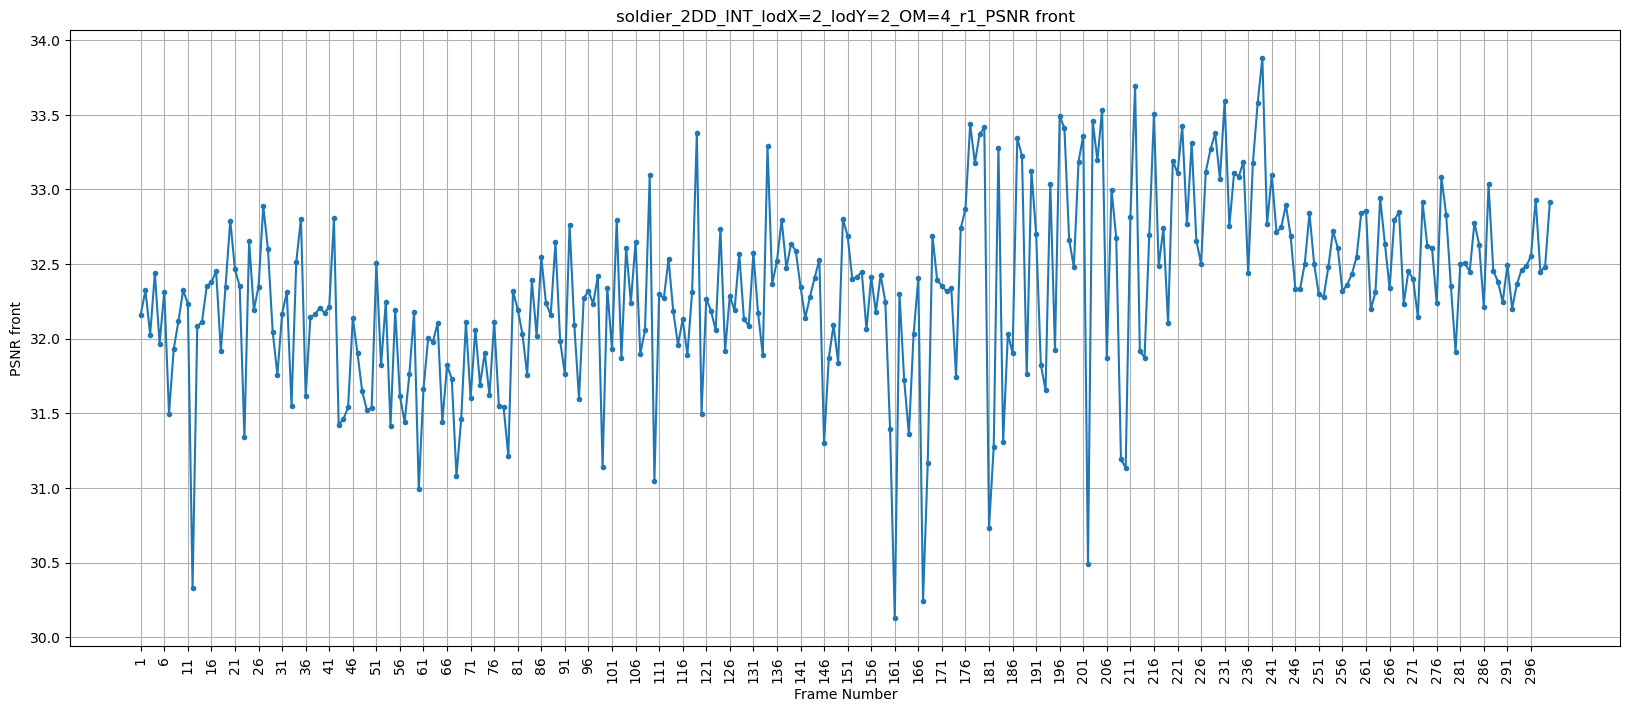 soldier_2DD_INT_lodX=2_lodY=2_OM=4_r1_PSNR front
34.0
33.5
33.0
32.5
32.0
31.5
31.0
30.5
30.0
PSNR front
1 6 11 16 21 26 31 36 41 46 51 56 61 66 71 76 81 86 91 96 101 106 111 116 121 126 131 136 141 146 151 156 161 166 171 176 181 186 191 196 201 206 211 216 221 226 231 236 241 246 251 256 261 266 271 276 281 286 291 296
Frame Number